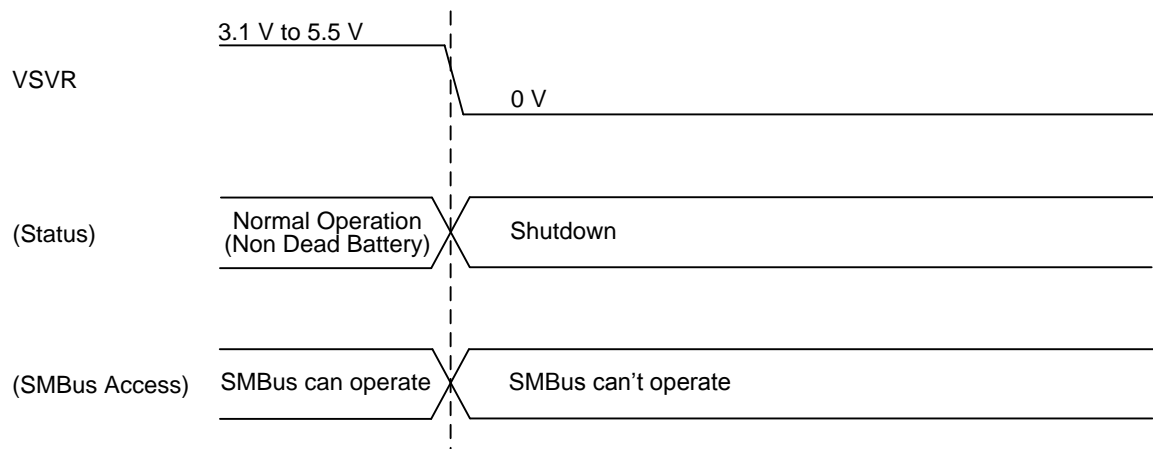 3.1 V to 5.5 V
VSVR
0 V
Normal Operation
(Non Dead Battery)
(Status)
Shutdown
(SMBus Access)
SMBus can operate
SMBus can’t operate